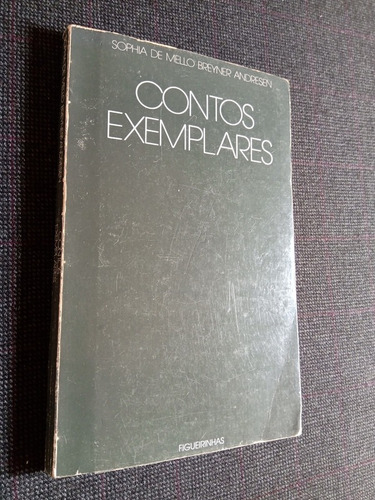 SOPHIA DE MELLO BREYNER ANDRESEN
CONTOS
EXEMPLARES
FIGUEIRINHAS